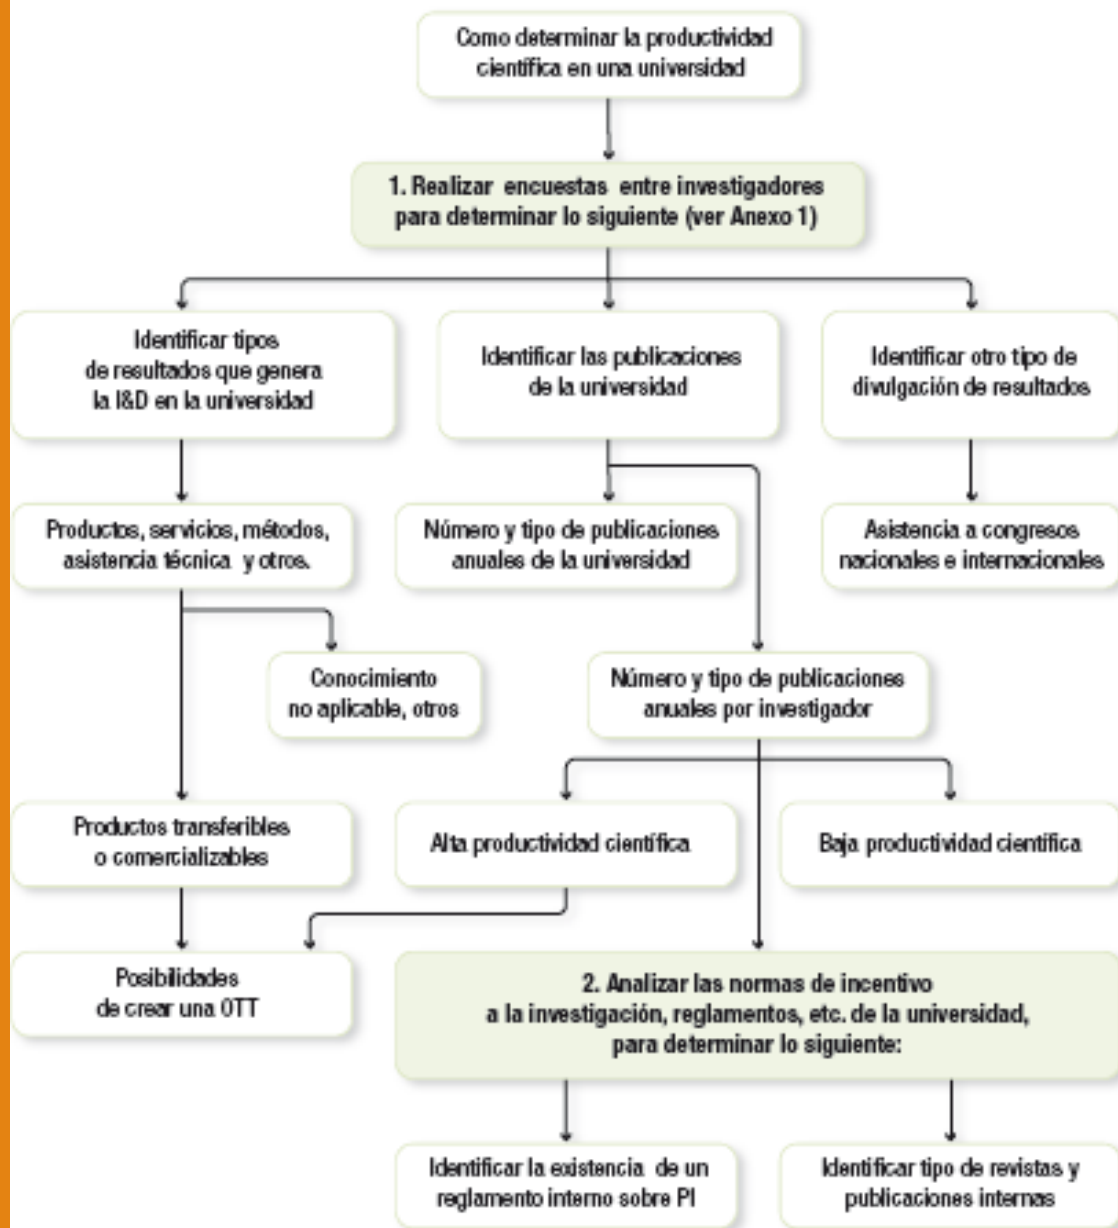 Como determinar la productividad
científica en una universidad
1. Realizar encuestas entre investigadores
para determinar lo siguiente (ver Anexo 1)
Identificar tipos
de resultados que genera
la I&D en la universidad
Identificar las publicaciones
de la universidad
Identificar otro tipo de
divulgación de resultados
Productos, servicios, métodos,
asistencia técnica y otros.
Número y tipo de publicaciones
anuales de la universidad
Asistencia a congresos
nacionales e internacionales
Conocimiento
no aplicable, otros
Número y tipo de publicaciones
anuales por investigador
Productos transferibles
o comercializables
Alta productividad científica
Baja productividad científica
Posibilidades
de crear una OTT
2. Analizar las normas de incentivo
a la investigación, reglamentos, etc. de la universidad,
para determinar lo siguiente:
Identificar la existencia de un
reglamento interno sobre PI
Identificar tipo de revistas y
publicaciones internas